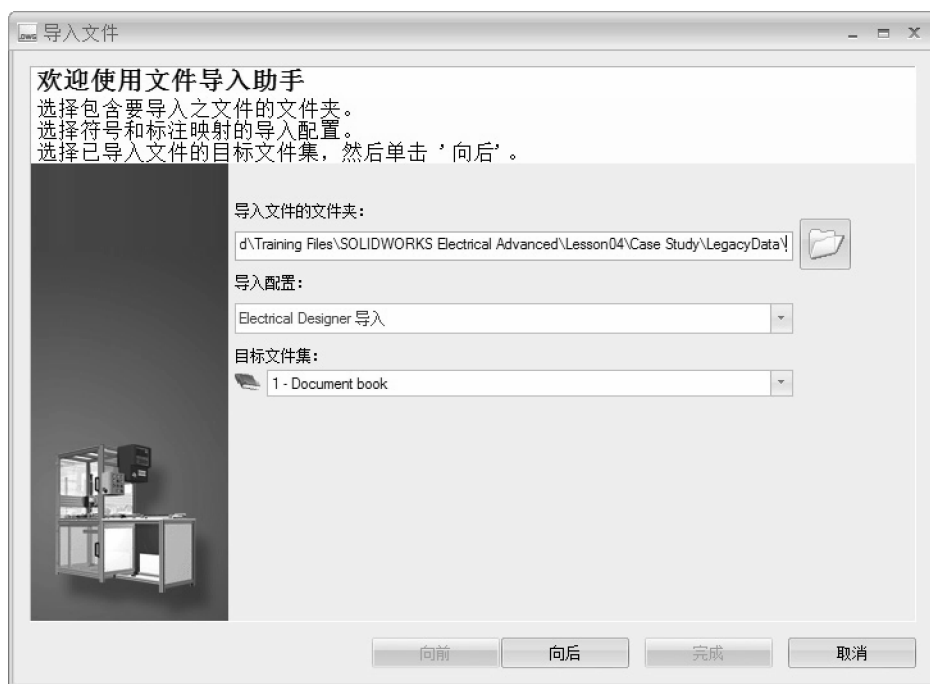 .DWG 导入文件
欢迎使用文件导入助手
选择包含要导入之文件的文件夹。
选择符号和标注映射的导入配置。
选择已导入文件的目标文件集，然后单击‘向后’。
导入文件的文件夹：
d\Training Files\SOLIDWORKS Electrical Advanced\Lesson04\Case Study\LegacyData\
导入配置：
Electrical Designer 导入
目标文件集：
1 - Document book
向前 向后 完成 取消